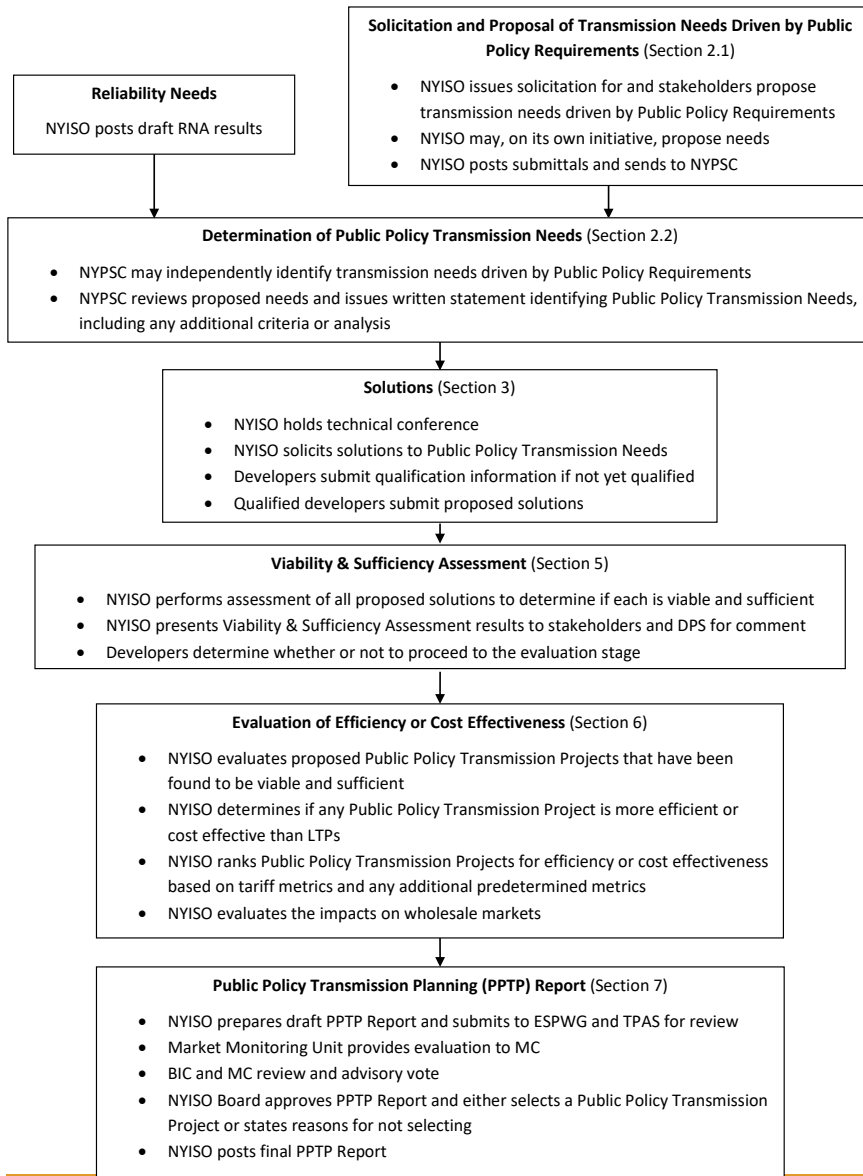 Solicitation and Proposal of Transmission Needs Driven by Public
Policy Requirements (Section 2.1)
• NYISO issues solicitation for and stakeholders propose
transmission needs driven by Public Policy Requirements
• NYISO may, on its own initiative, propose needs
• NYISO posts submittals and sends to NYPSC
Reliability Needs
NYISO posts draft RNA results
Determination of Public Policy Transmission Needs (Section 2.2)
• NYPSC may independently identify transmission needs driven by Public Policy Requirements
• NYPSC reviews proposed needs and issues written statement identifying Public Policy Transmission Needs,
including any additional criteria or analysis
Solutions (Section 3)
• NYISO holds technical conference
• NYISO solicits solutions to Public Policy Transmission Needs
• Developers submit qualification information if not yet qualified
• Qualified developers submit proposed solutions
Viability & Sufficiency Assessment (Section 5)
• NYISO performs assessment of all proposed solutions to determine if each is viable and sufficient
• NYISO presents Viability & Sufficiency Assessment results to stakeholders and DPS for comment
• Developers determine whether or not to proceed to the evaluation stage
Evaluation of Efficiency or Cost Effectiveness (Section 6)
• NYISO evaluates proposed Public Policy Transmission Projects that have been
found to be viable and sufficient
• NYISO determines if any Public Policy Transmission Project is more efficient or
cost effective than LTPs
• NYISO ranks Public Policy Transmission Projects for efficiency or cost effectiveness
based on tariff metrics and any additional predetermined metrics
• NYISO evaluates the impacts on wholesale markets
Public Policy Transmission Planning (PPTP) Report (Section 7)
• NYISO prepares draft PPTP Report and submits to ESPWG and TPAS for review
• Market Monitoring Unit provides evaluation to MC
• BIC and MC review and advisory vote
• NYISO Board approves PPTP Report and either selects a Public Policy Transmission
Project or states reasons for not selecting
• NYISO posts final PPTP Report